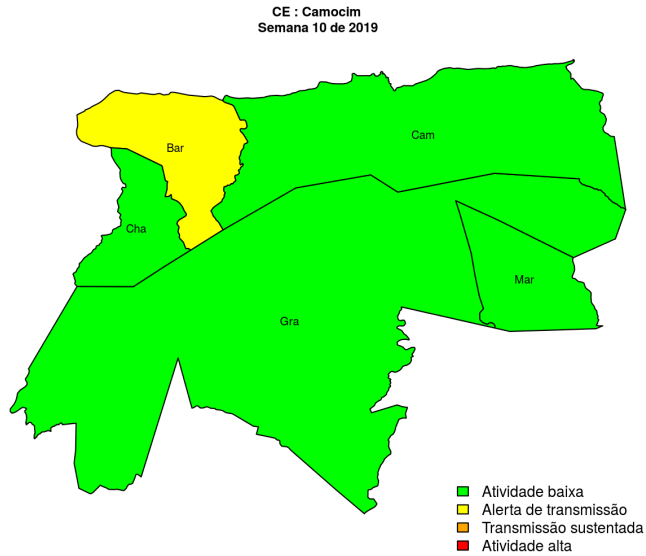 CE : Camocim
Semana 10 de 2019
Bar
Cam
Cha
Mar
Gra
Atividade baixa
Alerta de transmissão
Transmissão sustentada
Atividade alta